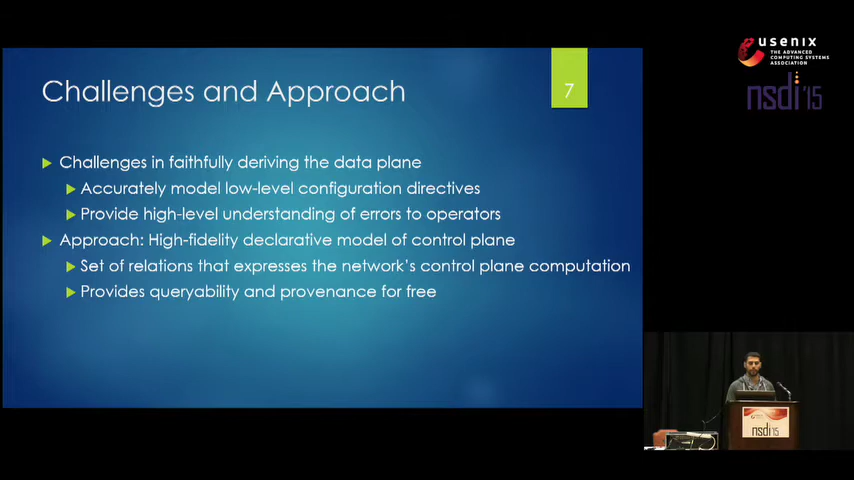 Challenges and Approach
7
Challenges in faithfully deriving the data plane
Accurately model low-level configuration directives
Provide high-level understanding of errors to operators
Approach: High-fidelity declarative model of control plane
Set of relations that expresses the network's control plane computation
Provides queryability and provenance for free
usenix
THE ADVANCED
COMPUTING SYSTEMS
ASSOCIATION
nsdi'15
nsdi'15